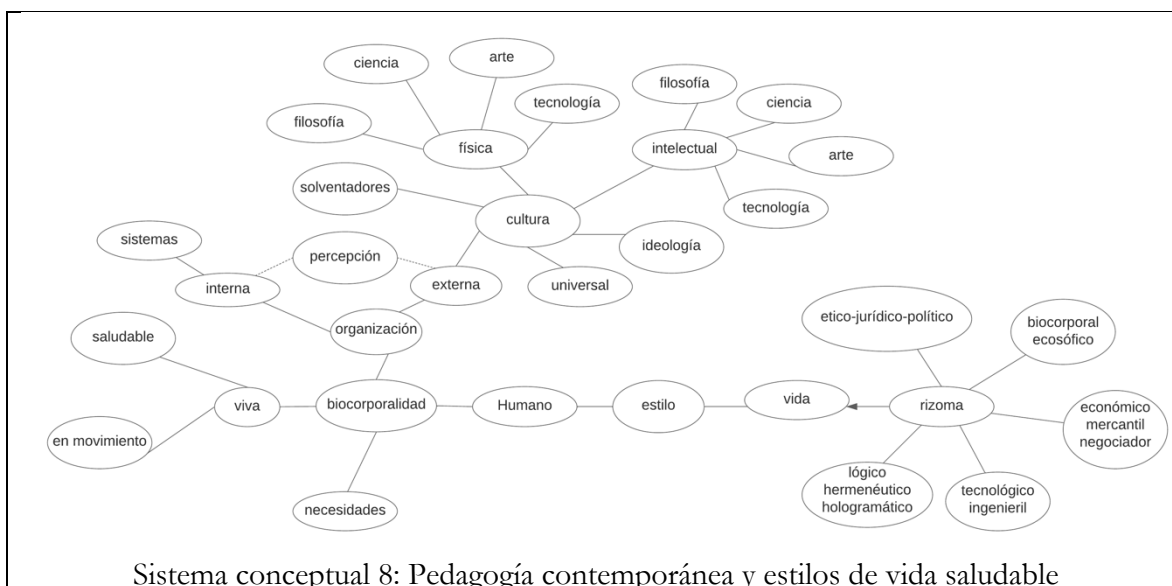 arte
ciencia
filosofía
tecnología
ciencia
filosofía
física
intelectual
arte
solventadores
tecnología
cultura
sistemas
ideología
percepción
interna
externa
universal
etico-jurídico-político
organización
biocorporal
ecosófico
saludable
vida
viva
biocorporalidad
Humano
estilo
rizoma
económico
mercantil
negociador
en movimiento
lógico
hermenéutico
hologramático
tecnológico
ingenieril
necesidades
Sistema conceptual 8: Pedagogía contemporánea y estilos de vida saludable